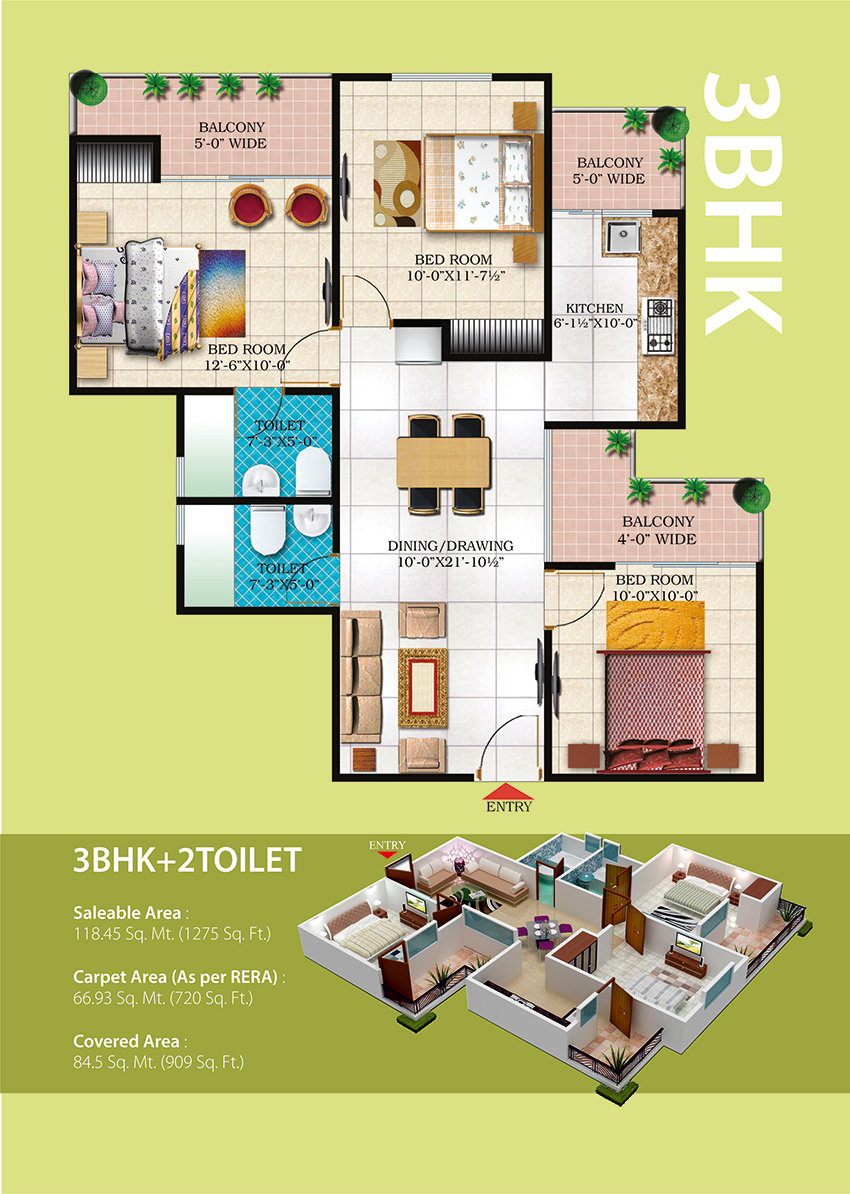 3BHK
BALCONY
5'-0" WIDE
BED ROOM
10'-0"X11'-7½"
BALCONY
5'-0" WIDE
KITCHEN
6'-1½"X10'-0"
BED ROOM
12'-6"X10'-0"
TOILET
7'-3"X5'-0"
TOILET
7'-3"X5'-0"
DINING/DRAWING
10'-0"X21'-10½"
BALCONY
4'-0" WIDE
BED ROOM
10'-0"X10'-0"
ENTRY
3BHK+2TOILET
ENTRY
Saleable Area :
118.45 Sq. Mt. (1275 Sq. Ft.)
Carpet Area (As per RERA) :
66.93 Sq. Mt. (720 Sq. Ft.)
Covered Area :
84.5 Sq. Mt. (909 Sq. Ft.)